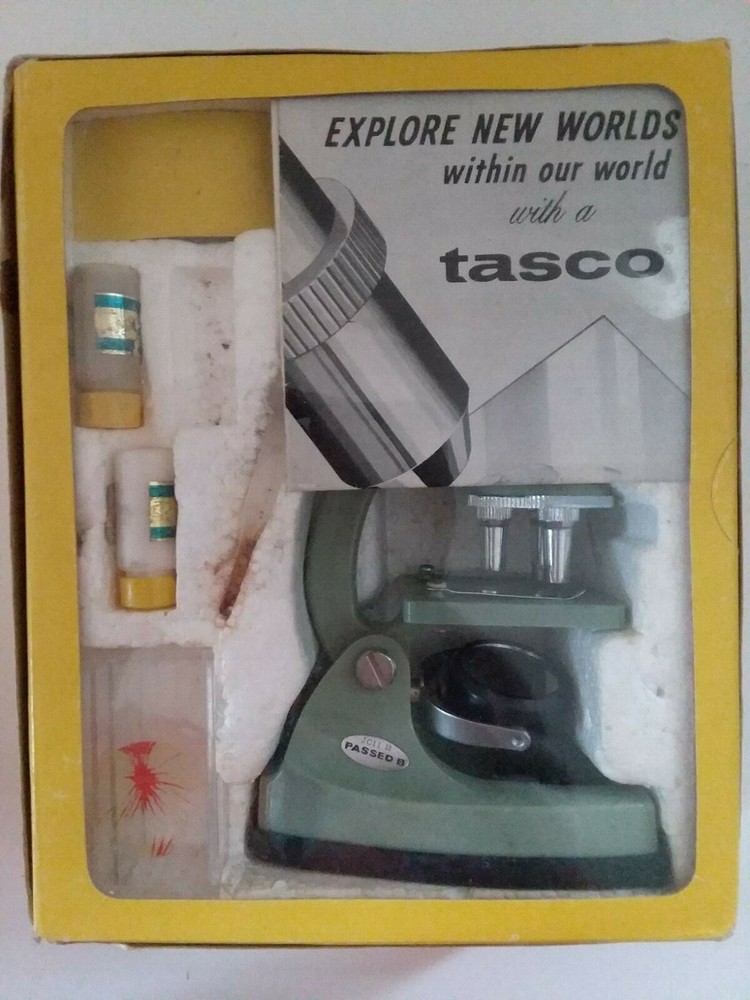 EXPLORE NEW WORLDS
within our world
with a
tasco
JCII B
PASSED B